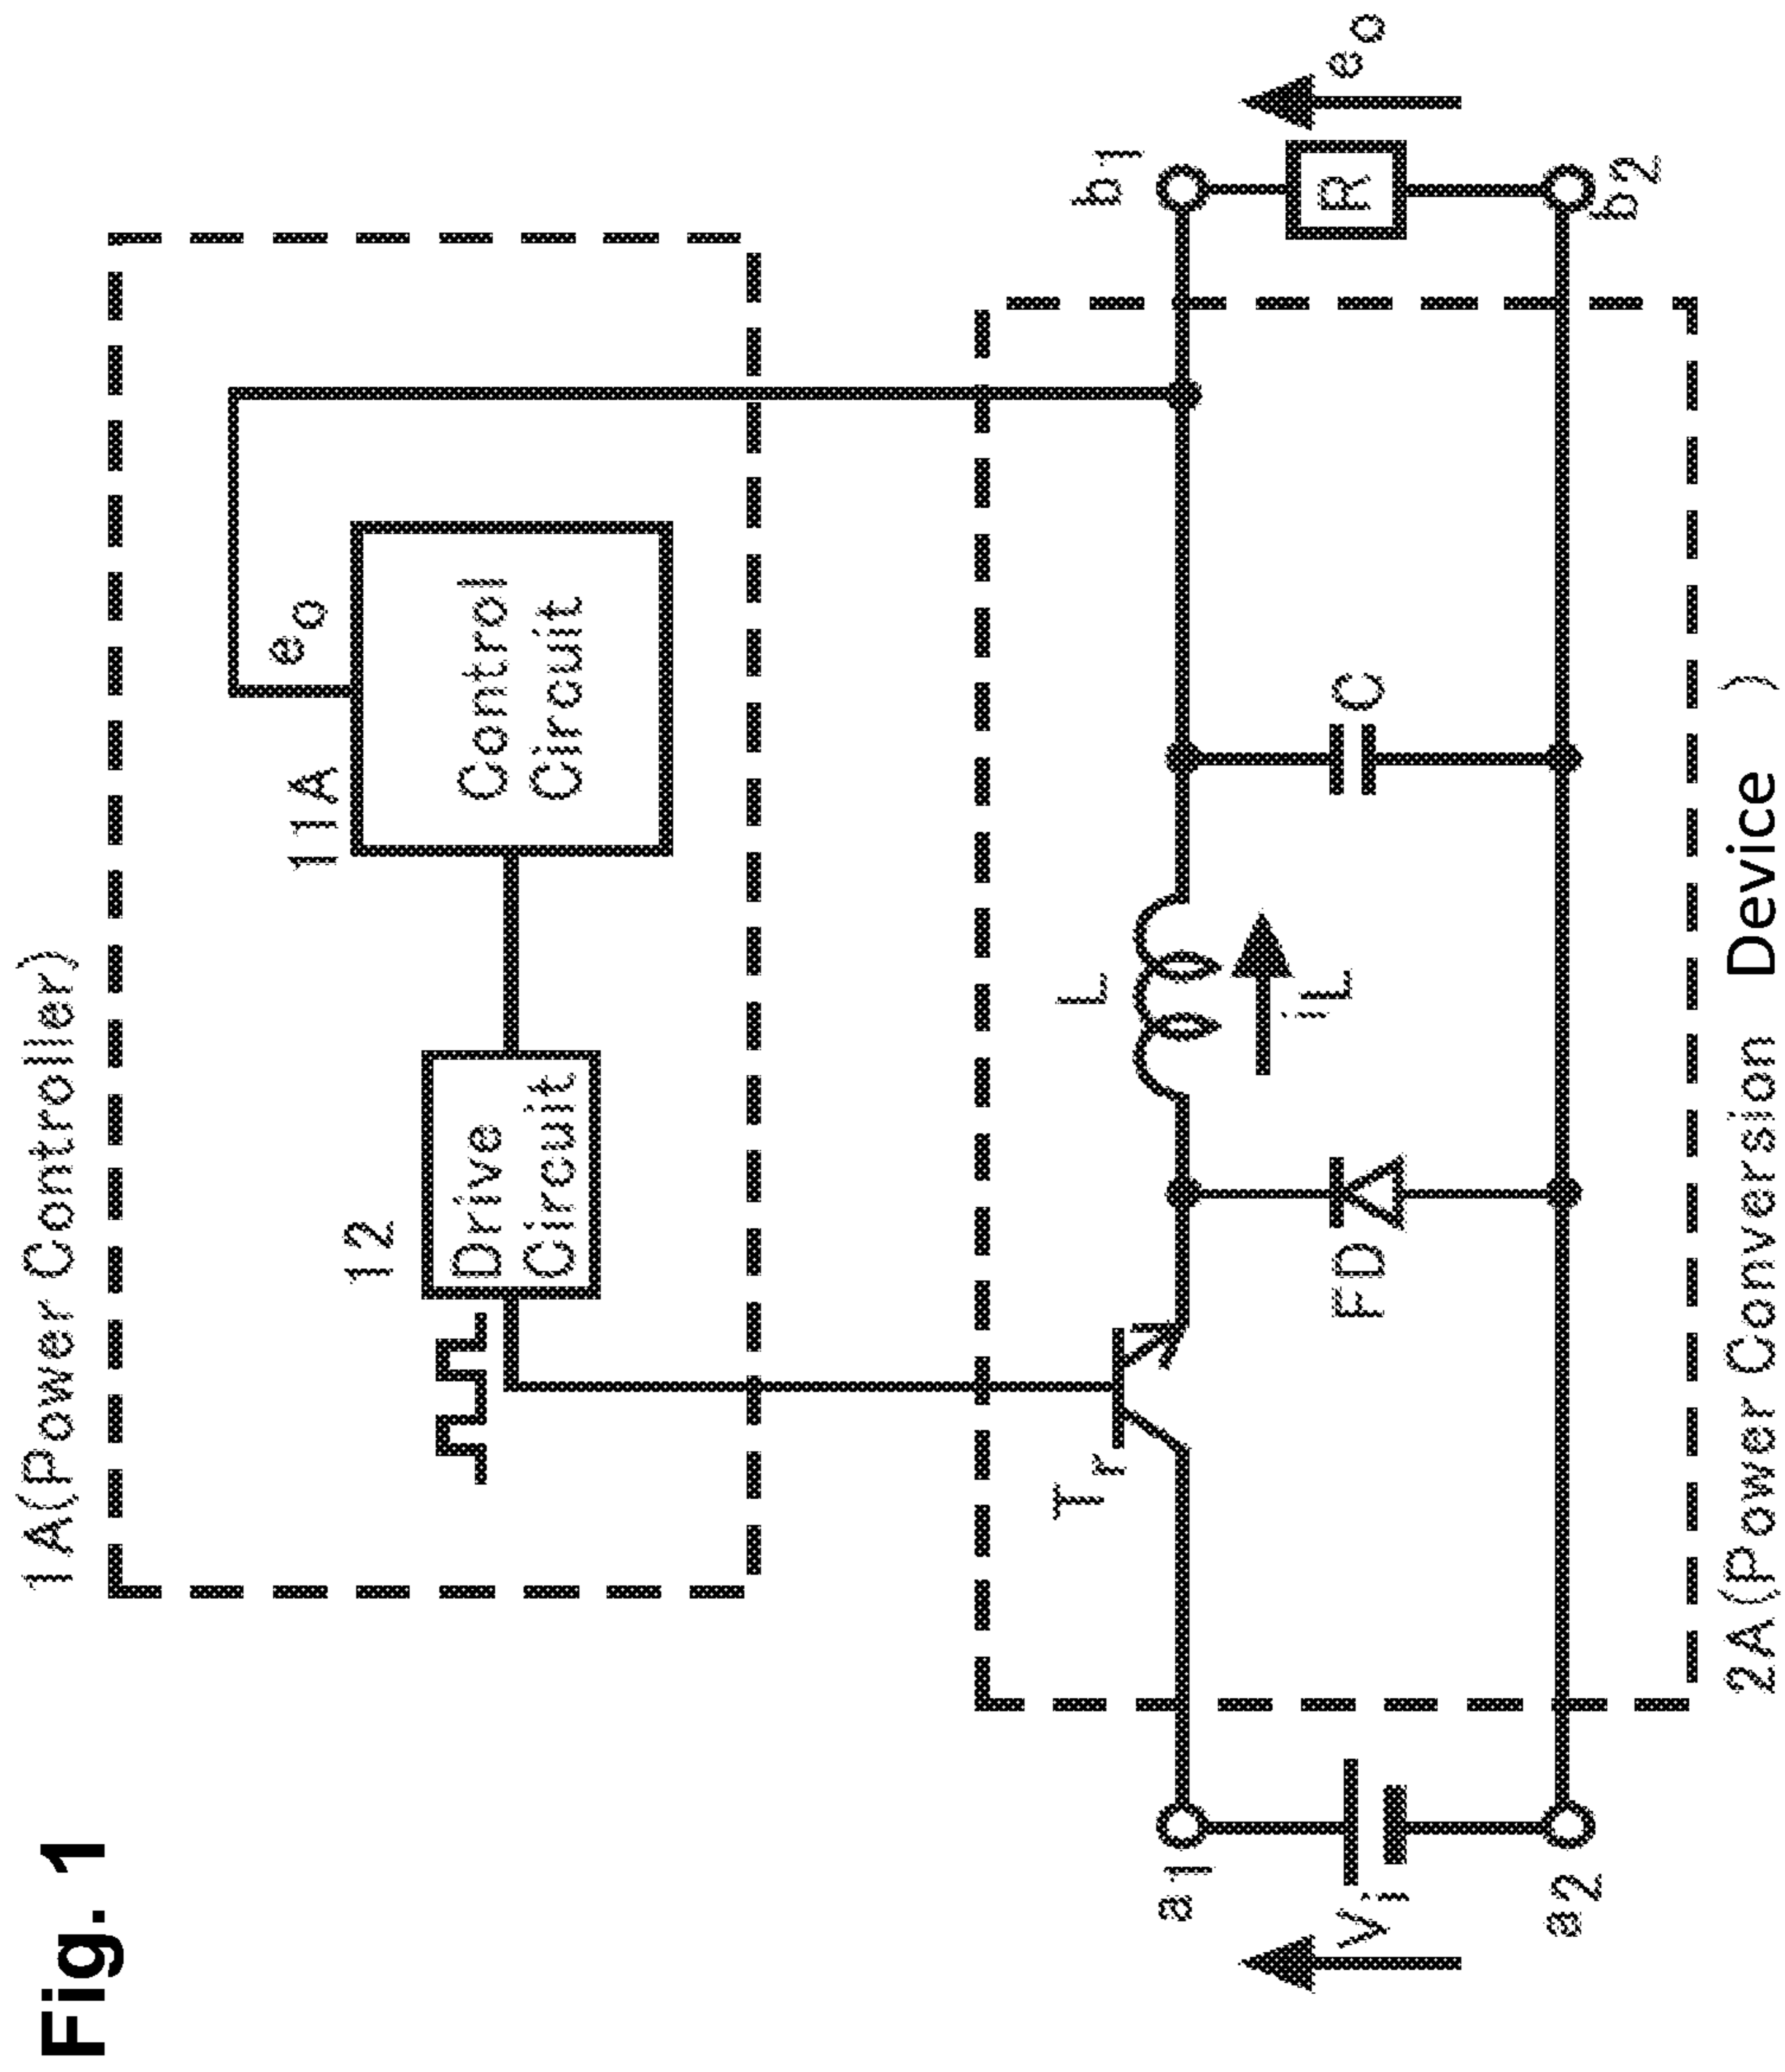 Fig. 1
1A(Power Controller)
12
Drive
Circuit
11A
eo
Control
Circuit
Tr
L
iL
FD
C
a1
Vi
a2
b1
R
eo
b2
2A(Power Conversion Device )